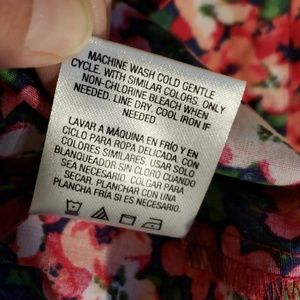 MACHINE WASH COLD GENTLE
CYCLE. WITH SIMILAR COLORS. ONLY
NON-CHLORINE BLEACH WHEN
NEEDED. LINE DRY. COOL IRON IF
NEEDED
LAVAR A MÁQUINA EN FRÍO Y EN
CICLO PARA ROPA DELICADA. CON
COLORES SIMILARES. USAR SOLO
BLANQUEADOR SIN CLORO CUANDO
SEA NECESARIO. COLGAR PARA
SECAR. PLANCHAR CON UNA
PLANCHA FRÍA SI ES NECESARIO.